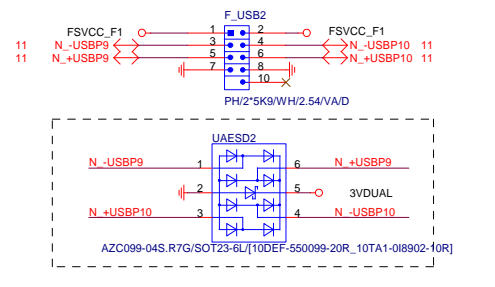 F_USB2
FSVCC_F1 1 2 FSVCC_F1
11 N_-USBP9 3 4 N_-USBP10 11
11 N_+USBP9 5 6 N_+USBP10 11
7 8
10
PH/2*5K9/WH/2.54/VA/D
UAESD2
N_-USBP9 1 6 N_+USBP9
2 5 3VDUAL
N_+USBP10 3 4 N_-USBP10
AZC099-04S.R7G/SOT23-6L/[10DEF-550099-20R_10TA1-0I8902-10R]